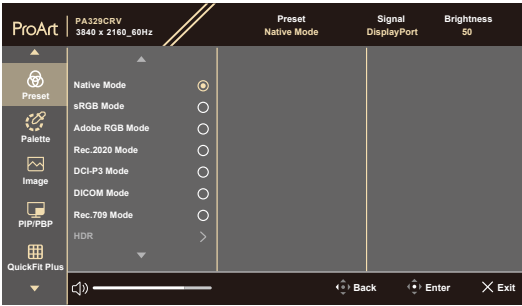 ProArt
PA329CRV
3840 x 2160_60Hz
Preset
Native Mode
Signal
DisplayPort
Brightness
50
Preset
Palette
Image
PIP/PBP
QuickFit Plus
Native Mode
sRGB Mode
Adobe RGB Mode
Rec.2020 Mode
DCI-P3 Mode
DICOM Mode
Rec.709 Mode
HDR
Back
Enter
Exit